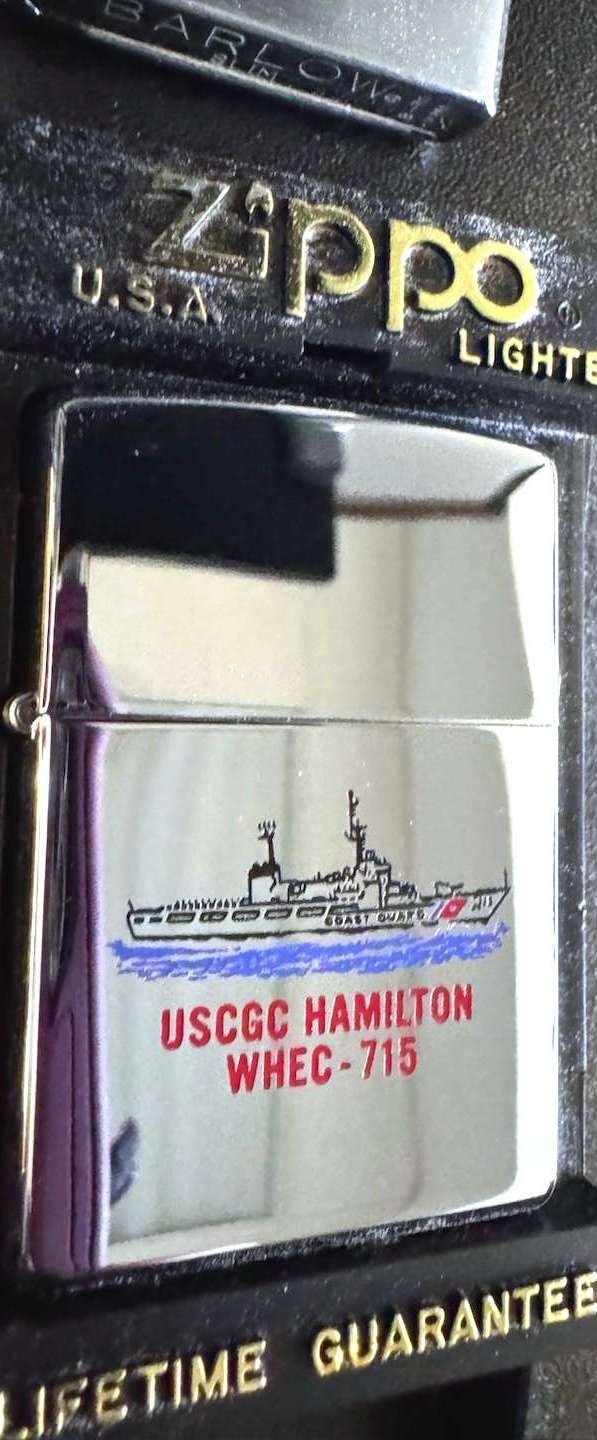 BARLOW
Zippo
U.S.A.
LIGHTE
COAST GUARD
USCGC HAMILTON
WHEC-715
LIFETIME GUARANTEE